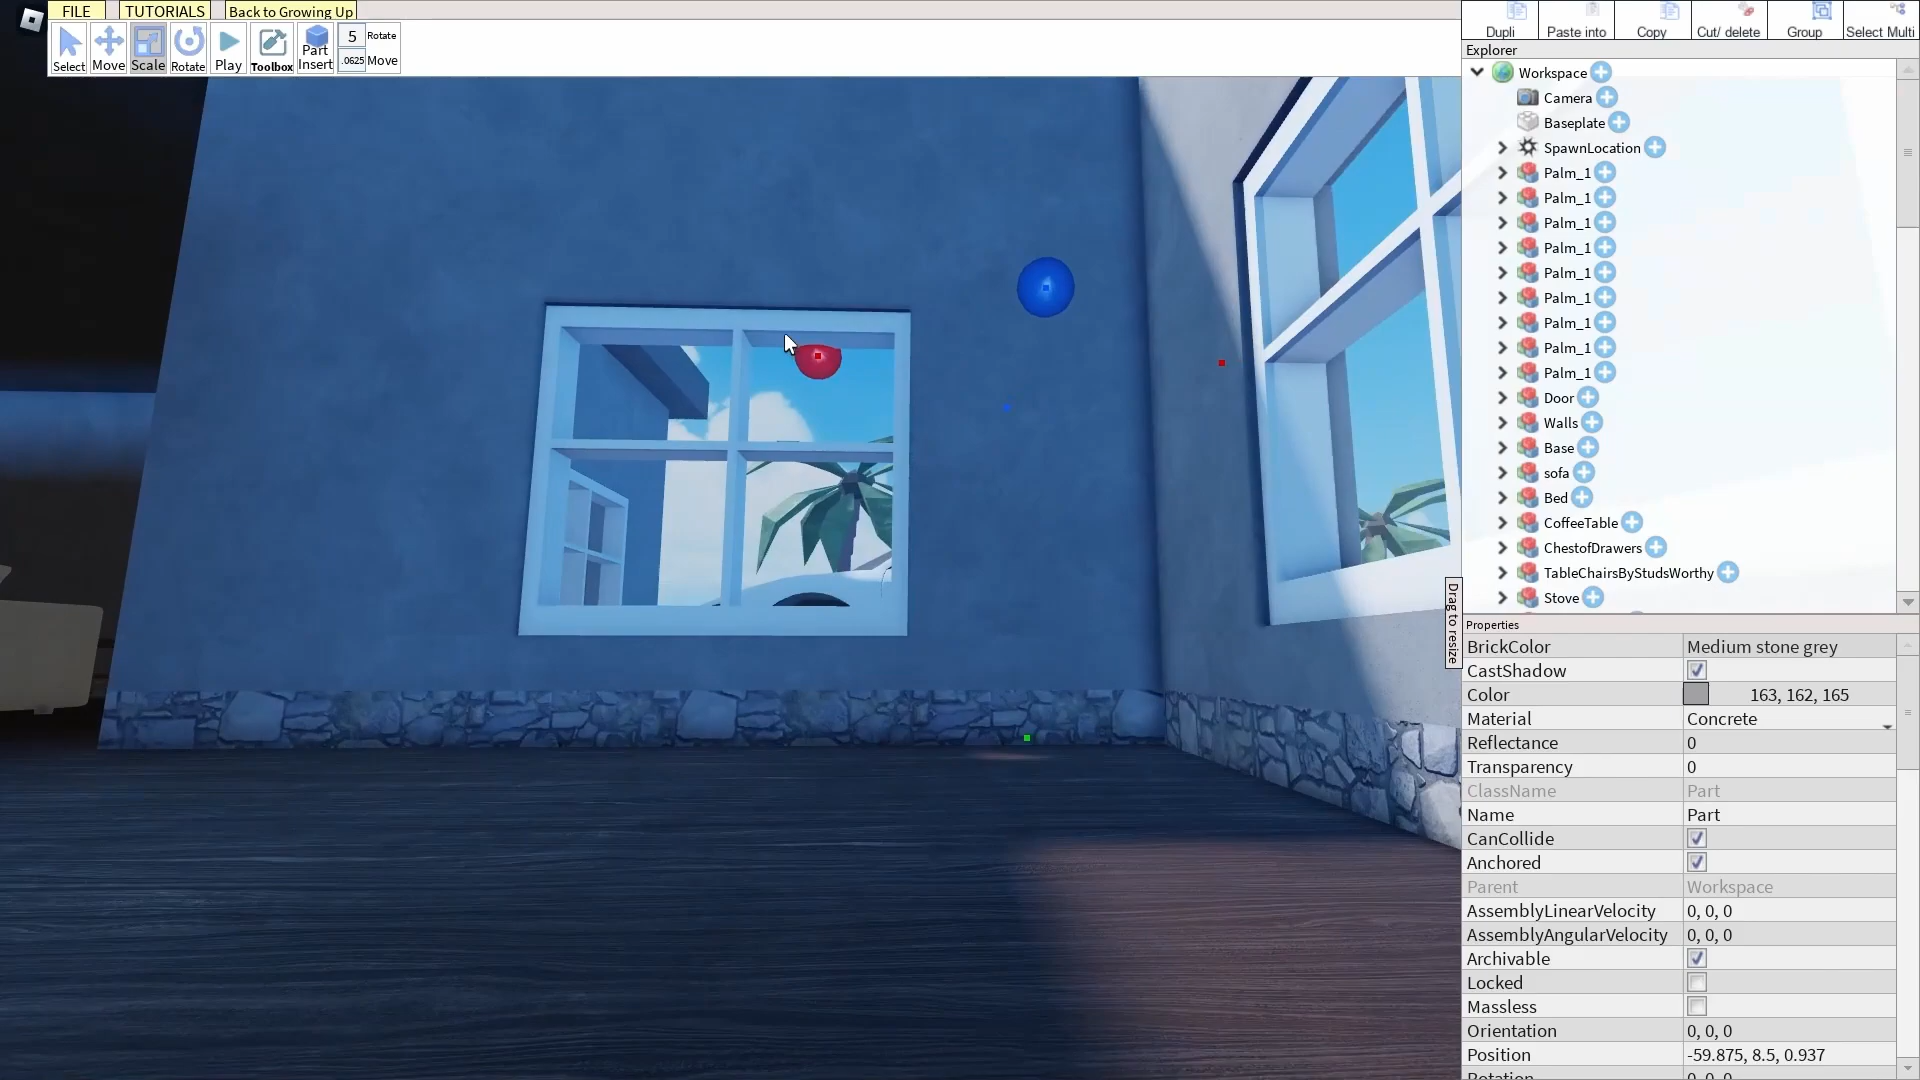 FILE
TUTORIALS
Back to Growing Up
Select
Move
Scale
Rotate
Play
Toolbox
Part
Insert
5 Rotate
.0625 Move
Dupli
Paste into
Copy
Cut/ delete
Group
Select Multi
Explorer
Workspace
Camera
Baseplate
SpawnLocation
Palm_1
Palm_1
Palm_1
Palm_1
Palm_1
Palm_1
Palm_1
Palm_1
Palm_1
Door
Walls
Base
sofa
Bed
CoffeeTable
ChestofDrawers
TableChairsByStudsWorthy
Stove
Drag to resize
Properties
BrickColor Medium stone grey
CastShadow
Color 163, 162, 165
Material Concrete
Reflectance 0
Transparency 0
ClassName Part
Name Part
CanCollide
Anchored
Parent Workspace
AssemblyLinearVelocity 0, 0, 0
AssemblyAngularVelocity 0, 0, 0
Archivable
Locked
Massless
Orientation 0, 0, 0
Position -59.875, 8.5, 0.937
Rotation 0, 0, 0